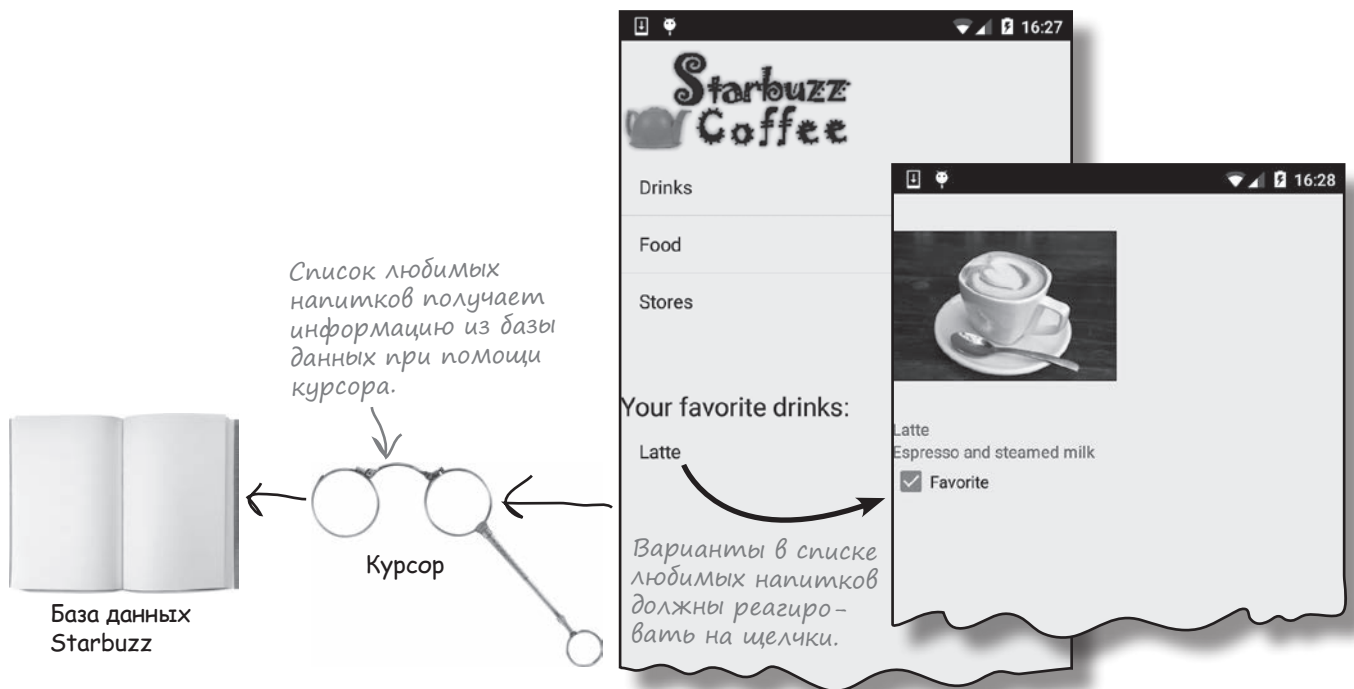 16:27
Starbuzz
Coffee
Drinks
Food
Stores
Your favorite drinks:
Latte
Варианты в списке
любимых напитков
должны реагиро-
вать на щелчки.
16:28
Latte
Espresso and steamed milk
Favorite
Список любимых
напитков получает
информацию из базы
данных при помощи
курсора.
Курсор
База данных
Starbuzz